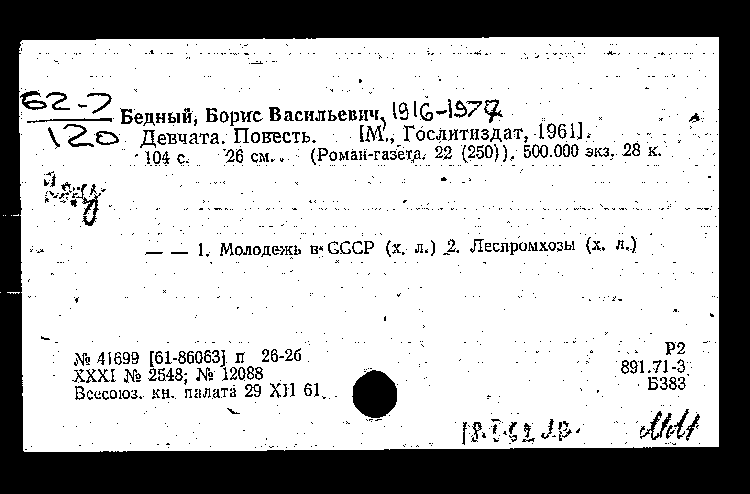 62-7
120
Бедный, Борис Васильевич, 1916-1977
Девчата. Повесть. [М., Гослитиздат, 1961].
104 с. 26 см. (Роман-газета. 22 (250)). 500.000 экз. 28 к.
— — 1. Молодежь в СССР (х. л.) 2. Леспромхозы (х. л.)
№ 41699 [61-86063] п 26-26
XXXI № 2548; № 12088
Всесоюз. кн. палата 29 XII 61
Р2
891.71-3
Б383
18.I.62